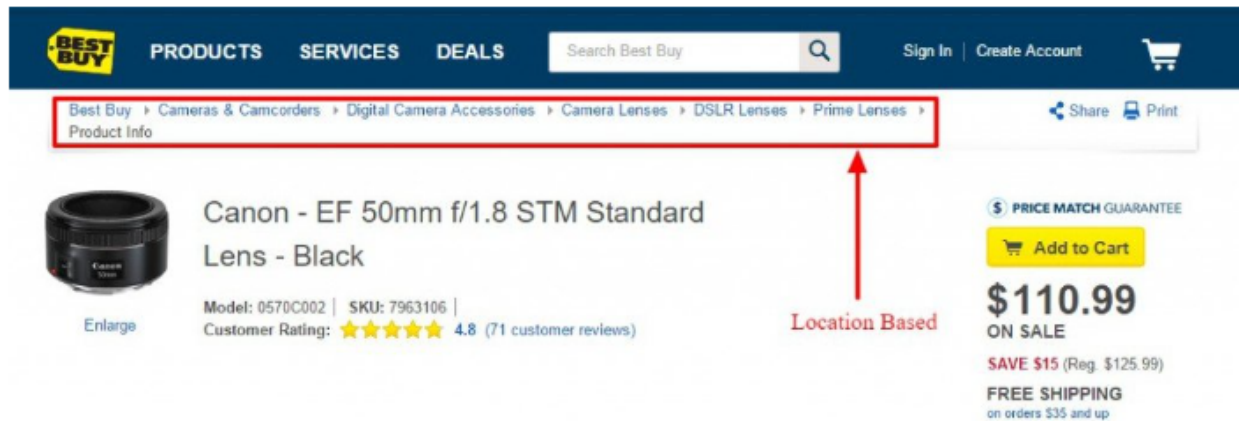 BEST BUY
PRODUCTS SERVICES DEALS Search Best Buy Sign In | Create Account
Best Buy ▸ Cameras & Camcorders ▸ Digital Camera Accessories ▸ Camera Lenses ▸ DSLR Lenses ▸ Prime Lenses ▸
Product Info
Share Print
Canon - EF 50mm f/1.8 STM Standard
Lens - Black
Model: 0570C002 | SKU: 7963106 |
Customer Rating: 4.8 (71 customer reviews)
Canon
50mm
Enlarge
Location Based
$ PRICE MATCH GUARANTEE
Add to Cart
$110.99
ON SALE
SAVE $15 (Reg. $125.99)
FREE SHIPPING
on orders $35 and up